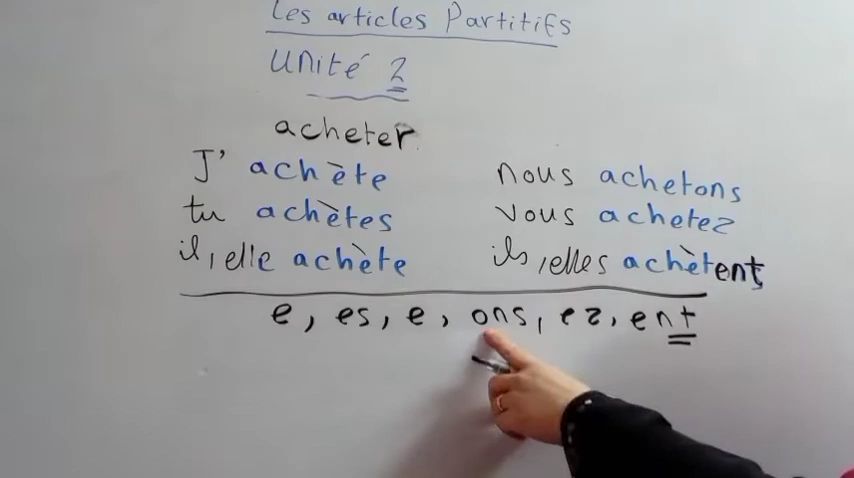 Les articles Partitifs
Unité 2
acheter
J' achète nous achetons
tu achètes vous achetez
il, elle achète ils, elles achètent
e, es, e, ons, ez, ent